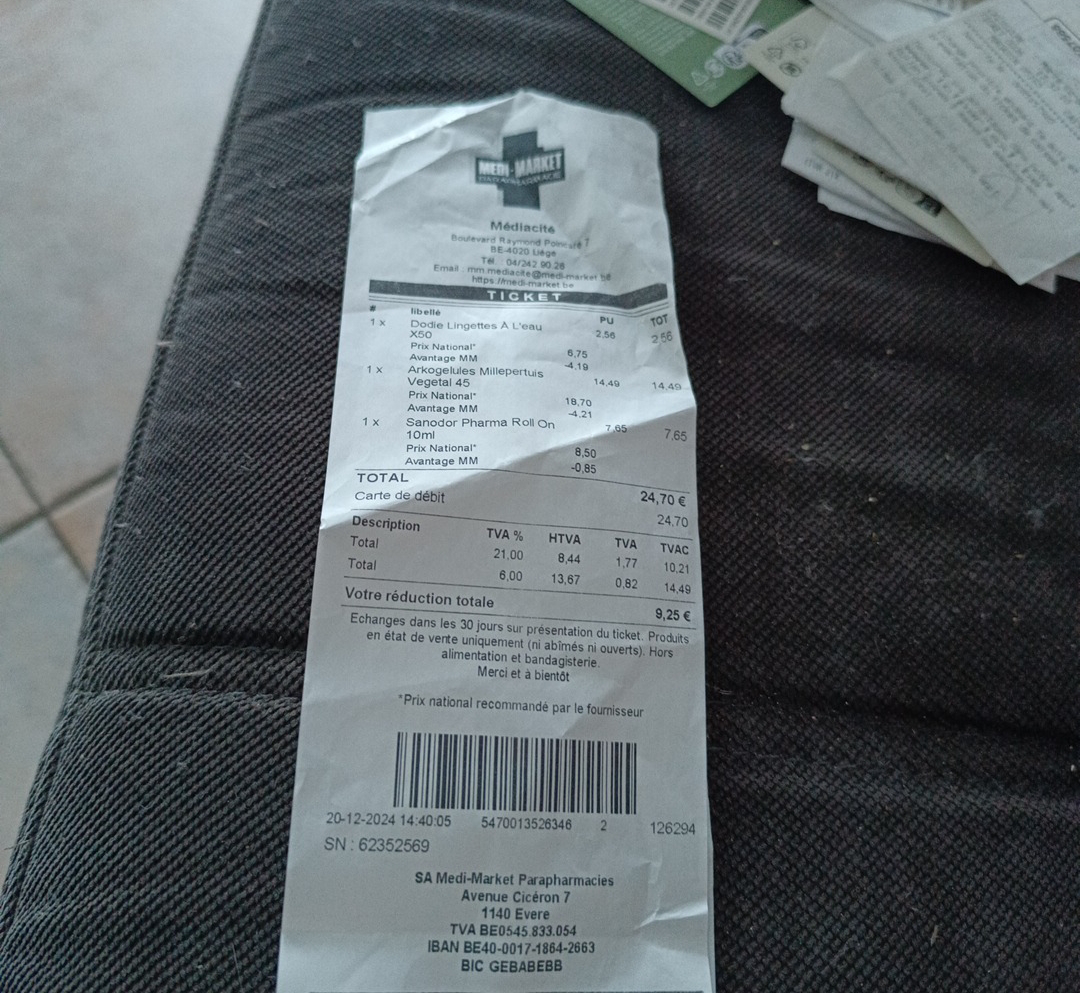 MEDI-MARKET
Médiacité
Boulevard Raymond Poincaré 7
BE-4020 Liège
Tél : 04/242.90.28
Email : mm.mediacite@medi-market.be
https://medi-market.be
TICKET
# libellé PU TOT
1 x Dodie Lingettes À L'eau 2,56 2,56
X50
Prix National* 6,75
Avantage MM -4,19
1 x Arkogelules Millepertuis 14,49 14,49
Vegetal 45
Prix National* 18,70
Avantage MM -4,21
1 x Sanodor Pharma Roll On 7,65 7,65
10ml
Prix National* 8,50
Avantage MM -0,85
TOTAL 24,70 €
Carte de débit 24,70
Description TVA % HTVA TVA TVAC
Total 21,00 8,44 1,77 10,21
Total 6,00 13,67 0,82 14,49
Votre réduction totale 9,25 €
Echanges dans les 30 jours sur présentation du ticket. Produits
en état de vente uniquement (ni abîmés ni ouverts). Hors
alimentation et bandagisterie.
Merci et à bientôt
*Prix national recommandé par le fournisseur
20-12-2024 14:40:05 5470013526346 2 126294
SN : 62352569
SA Medi-Market Parapharmacies
Avenue Cicéron 7
1140 Evere
TVA BE0545.833.054
IBAN BE40-0017-1864-2663
BIC GEBABEBB